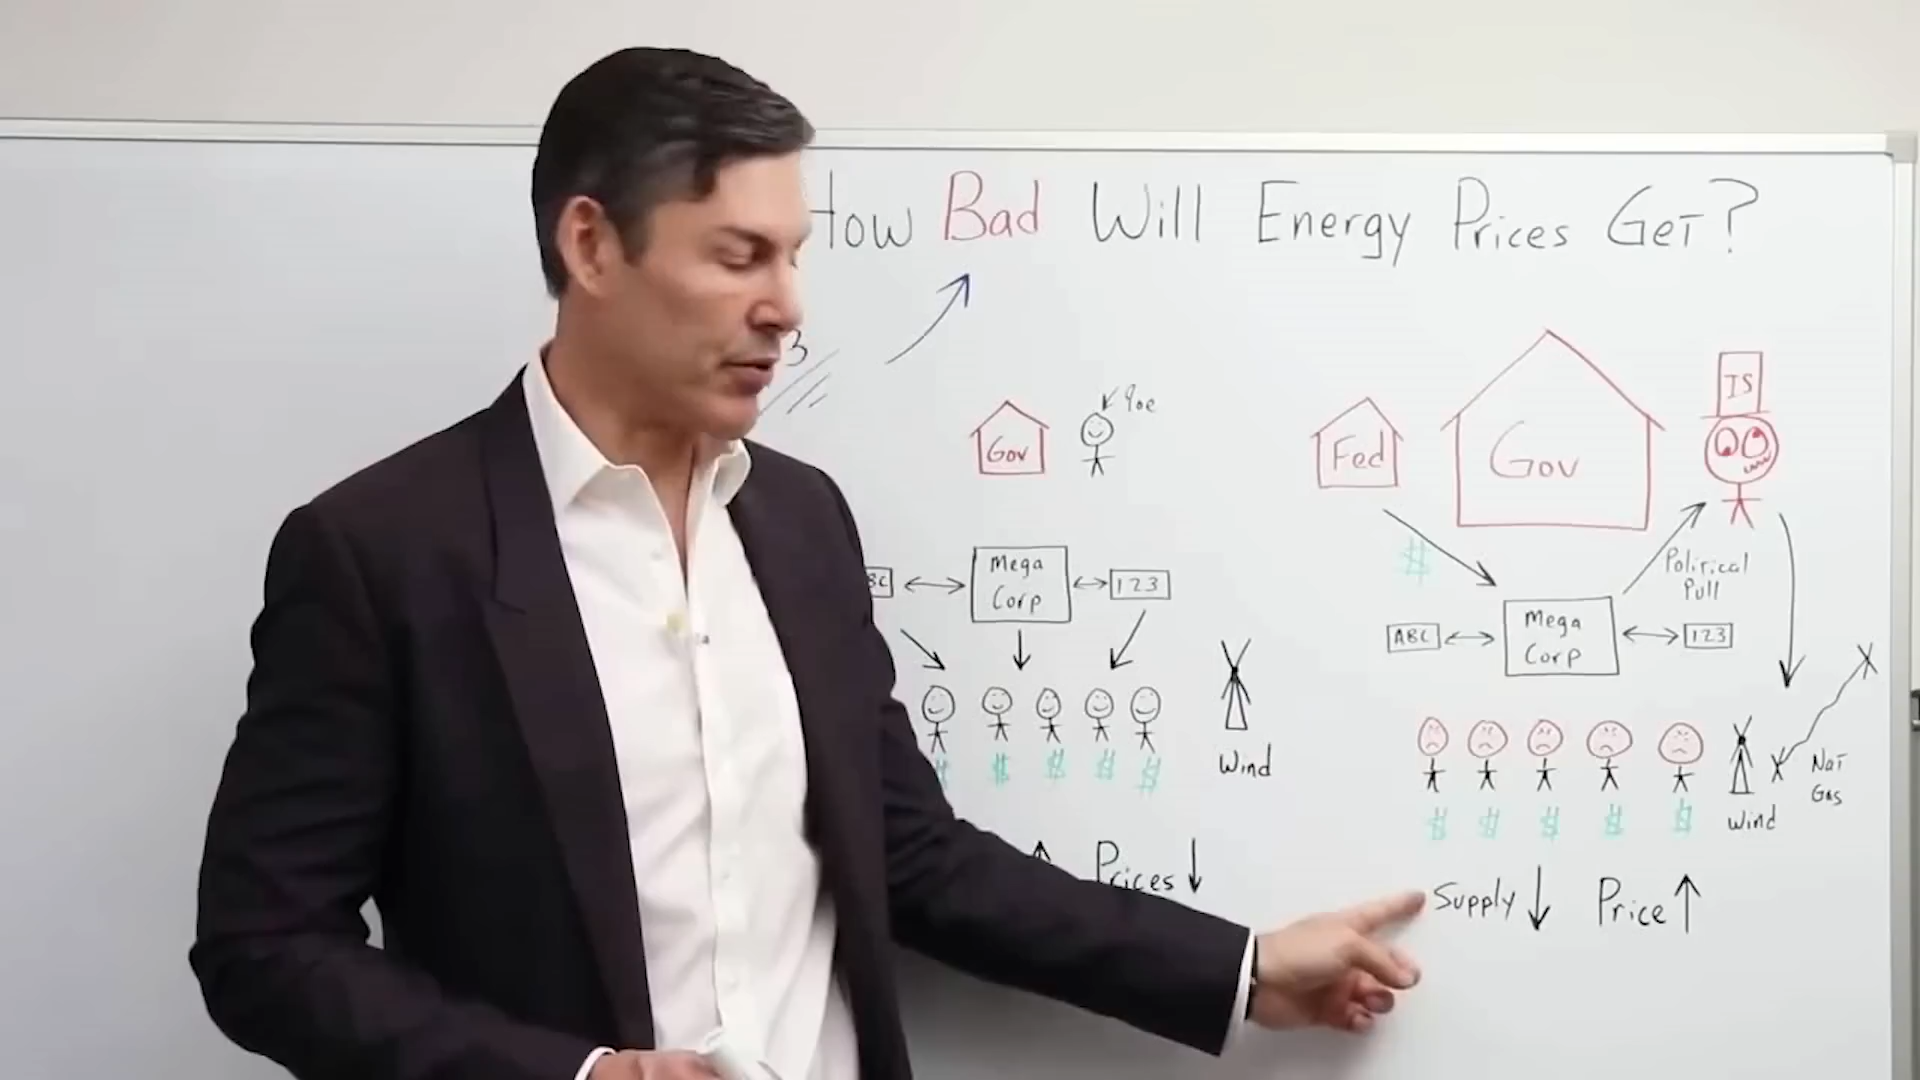 How Bad Will Energy Prices Get?
3
Gov
Joe
Mega
Corp
123
Wind
$ $ $ $ $
Prices ↓
Fed
Gov
IS
$
Political
Pull
ABC
Mega
Corp
123
Nat
Gas
Wind
$ $ $ $ $
Supply ↓ Price ↑